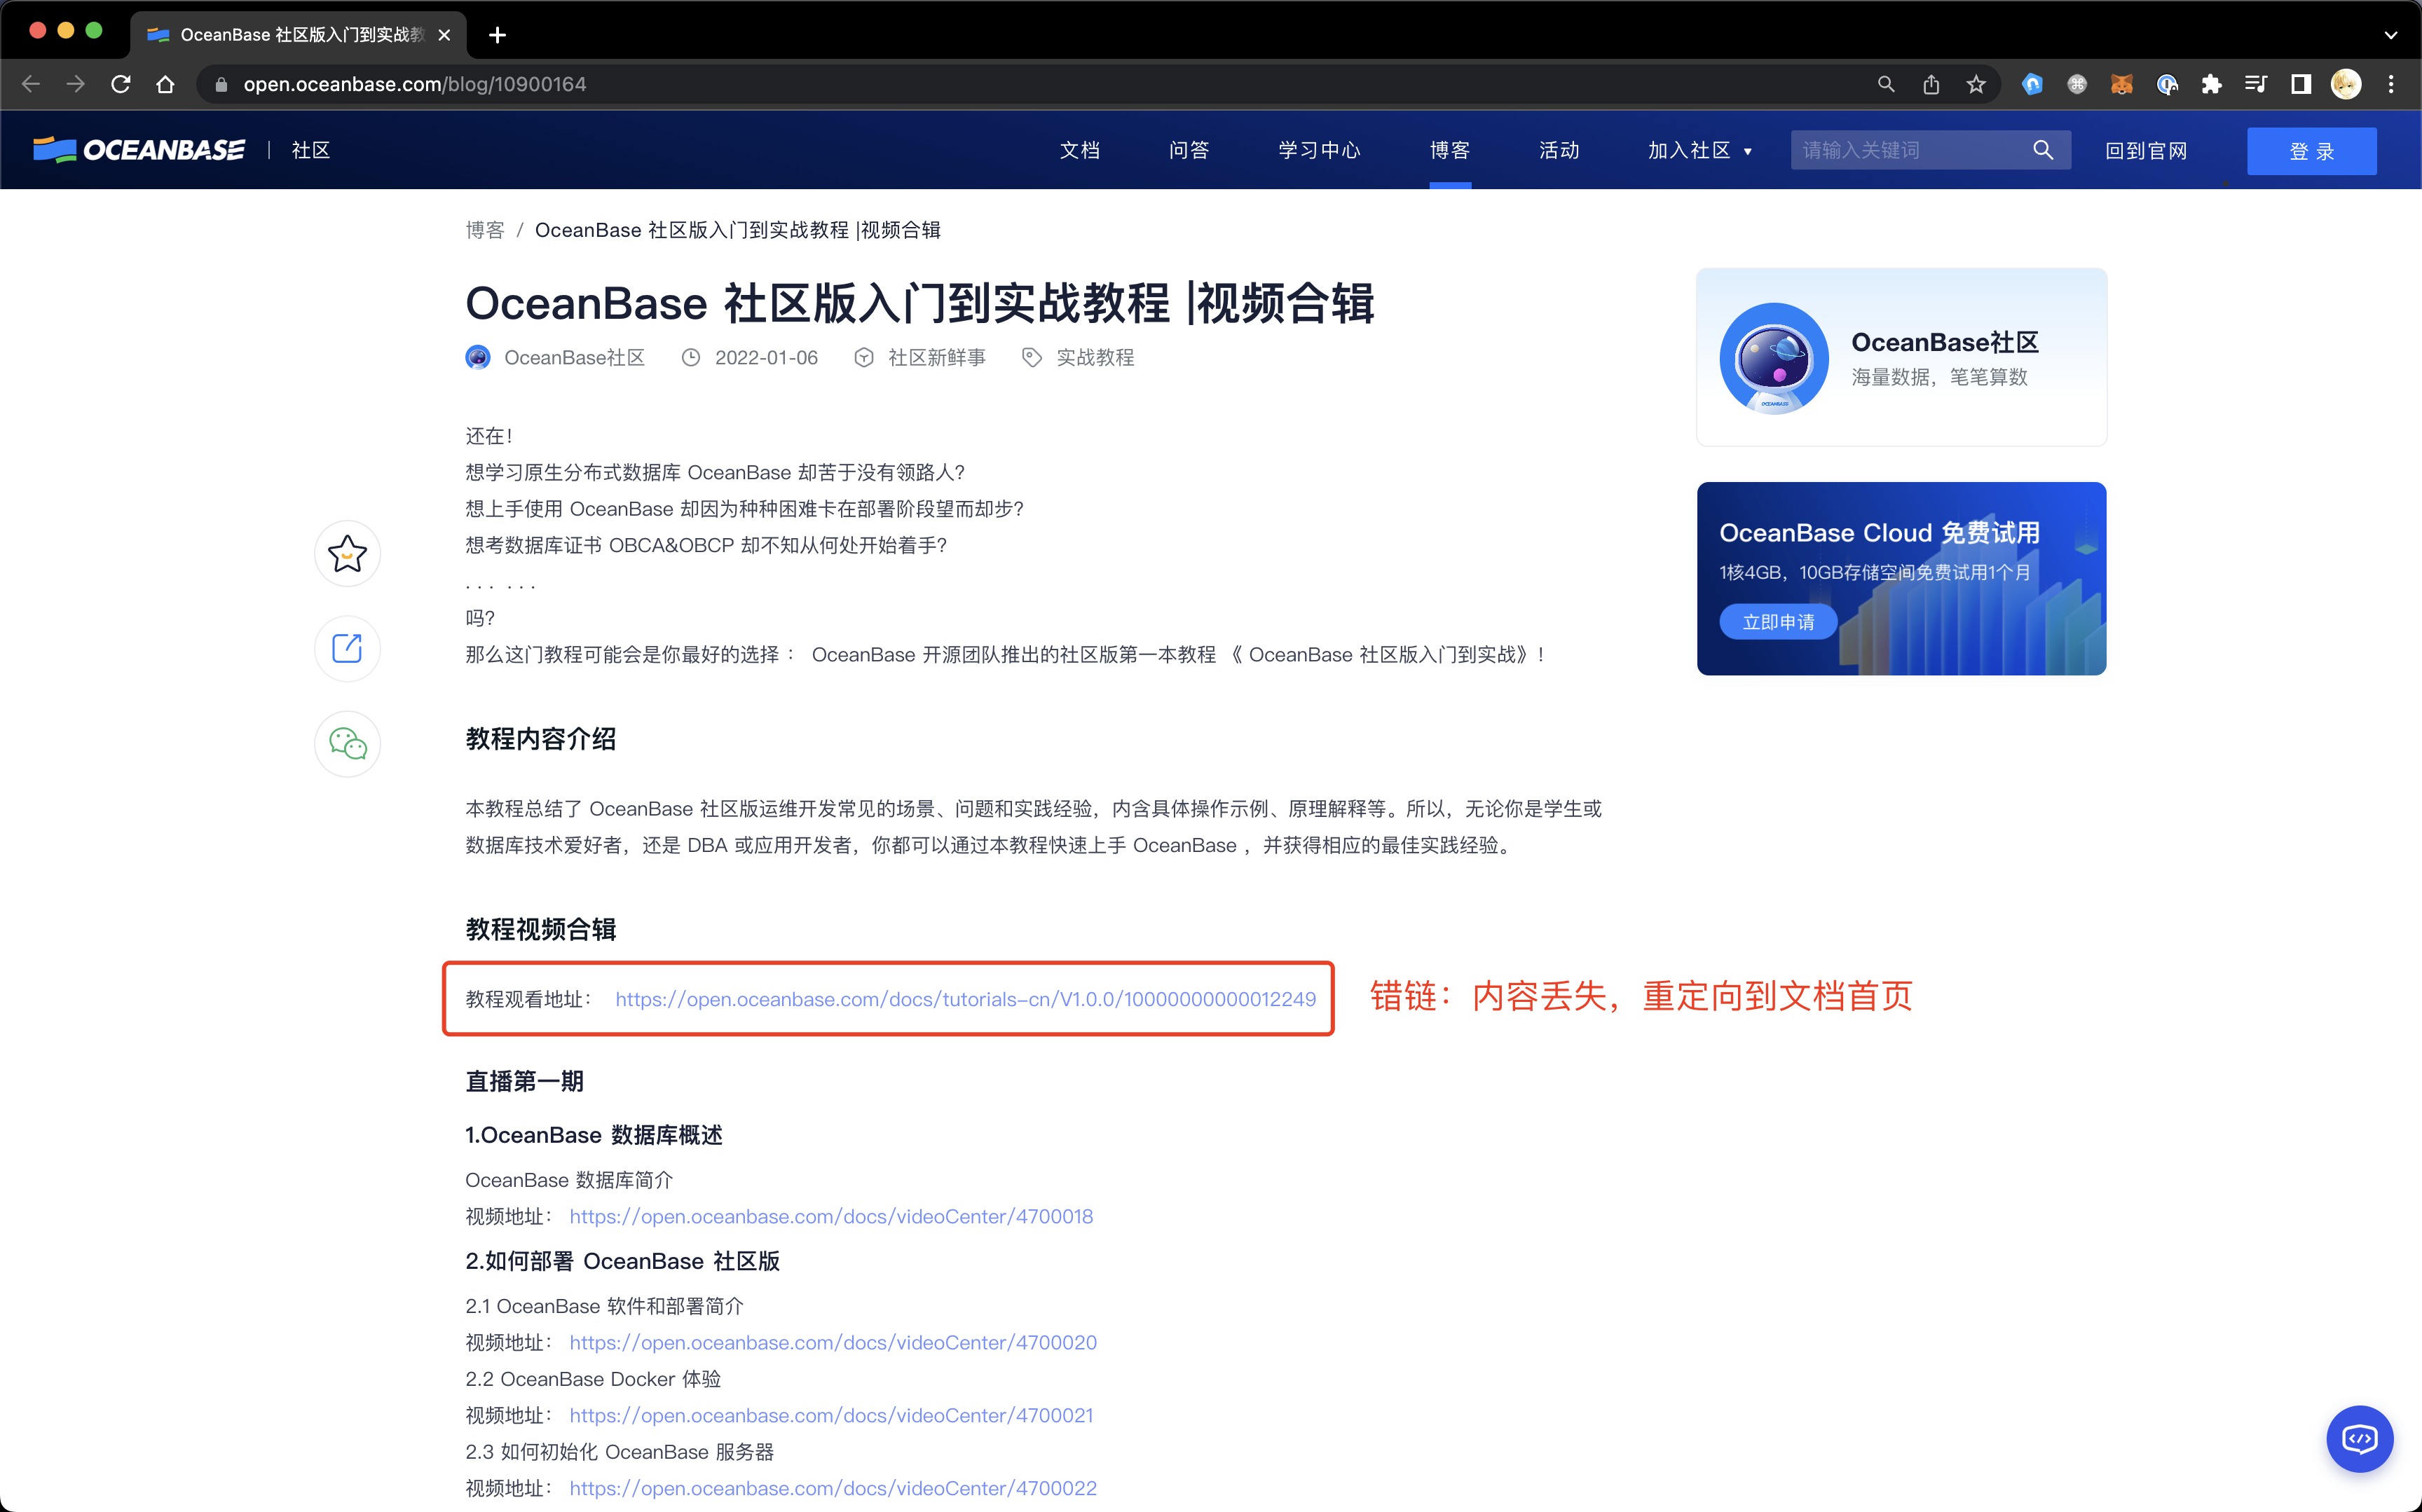 OceanBase 社区版入门到实战教
open.oceanbase.com/blog/10900164
OCEANBASE | 社区
文档 问答 学习中心 博客 活动 加入社区 请输入关键词 回到官网 登 录
博客 / OceanBase 社区版入门到实战教程 |视频合辑
OceanBase 社区版入门到实战教程 |视频合辑
OceanBase社区 2022-01-06 社区新鲜事 实战教程
还在！
想学习原生分布式数据库 OceanBase 却苦于没有领路人？
想上手使用 OceanBase 却因为种种困难卡在部署阶段望而却步？
想考数据库证书 OBCA&OBCP 却不知从何处开始着手？
. . . . . .
吗？
那么这门教程可能会是你最好的选择 ： OceanBase 开源团队推出的社区版第一本教程 《 OceanBase 社区版入门到实战》！
教程内容介绍
本教程总结了 OceanBase 社区版运维开发常见的场景、问题和实践经验，内含具体操作示例、原理解释等。所以，无论你是学生或
数据库技术爱好者，还是 DBA 或应用开发者，你都可以通过本教程快速上手 OceanBase ，并获得相应的最佳实践经验。
教程视频合辑
教程观看地址： https://open.oceanbase.com/docs/tutorials-cn/V1.0.0/10000000000012249
错链：内容丢失，重定向到文档首页
直播第一期
1.OceanBase 数据库概述
OceanBase 数据库简介
视频地址： https://open.oceanbase.com/docs/videoCenter/4700018
2.如何部署 OceanBase 社区版
2.1 OceanBase 软件和部署简介
视频地址： https://open.oceanbase.com/docs/videoCenter/4700020
2.2 OceanBase Docker 体验
视频地址： https://open.oceanbase.com/docs/videoCenter/4700021
2.3 如何初始化 OceanBase 服务器
视频地址： https://open.oceanbase.com/docs/videoCenter/4700022
OCEANBASE
OceanBase社区
海量数据，笔笔算数
OceanBase Cloud 免费试用
1核4GB，10GB存储空间免费试用1个月
立即申请